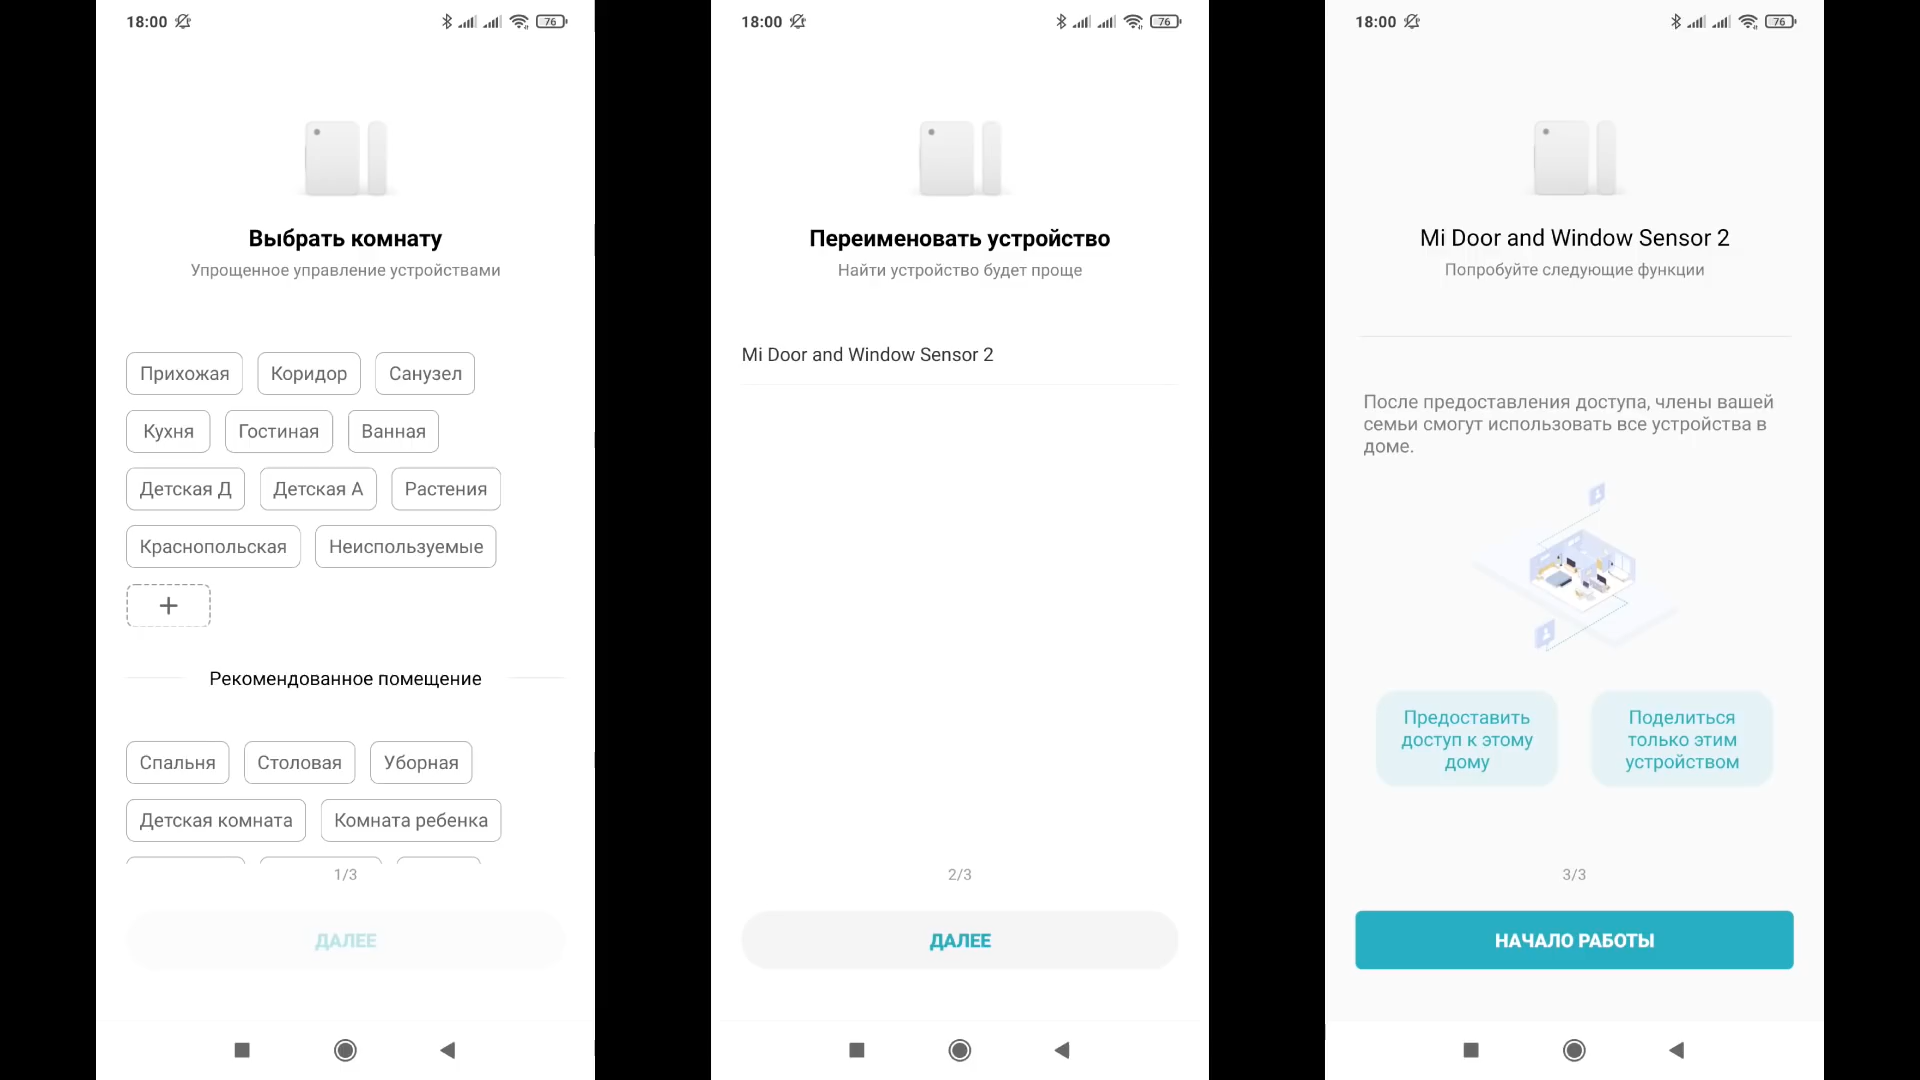 18:00
76
Выбрать комнату
Упрощенное управление устройствами
Прихожая
Коридор
Санузел
Кухня
Гостиная
Ванная
Детская Д
Детская А
Растения
Краснопольская
Неиспользуемые
+
Рекомендованное помещение
Спальня
Столовая
Уборная
Детская комната
Комната ребенка
1/3
ДАЛЕЕ
18:00
76
Переименовать устройство
Найти устройство будет проще
Mi Door and Window Sensor 2
2/3
ДАЛЕЕ
18:00
76
Mi Door and Window Sensor 2
Попробуйте следующие функции
После предоставления доступа, члены вашей
семьи смогут использовать все устройства в
доме.
Предоставить
доступ к этому
дому
Поделиться
только этим
устройством
3/3
НАЧАЛО РАБОТЫ